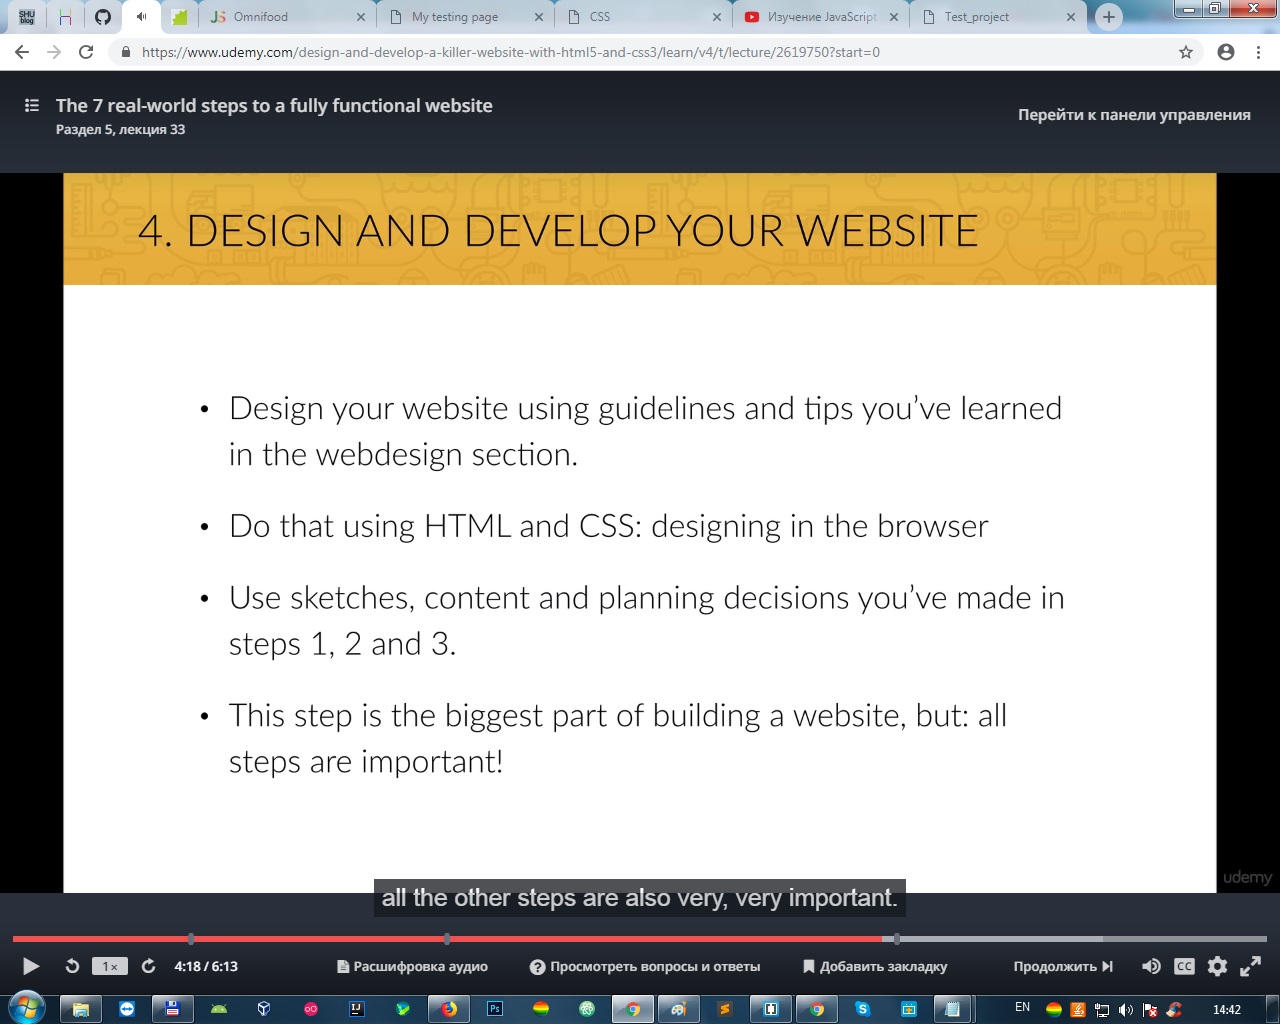 SHU
blog
Omnifood
My testing page
CSS
Изучение JavaScript
Test_project
https://www.udemy.com/design-and-develop-a-killer-website-with-html5-and-css3/learn/v4/t/lecture/2619750?start=0
The 7 real-world steps to a fully functional website
Раздел 5, лекция 33
Перейти к панели управления
4. DESIGN AND DEVELOP YOUR WEBSITE
• Design your website using guidelines and tips you’ve learned
in the webdesign section.
• Do that using HTML and CSS: designing in the browser
• Use sketches, content and planning decisions you’ve made in
steps 1, 2 and 3.
• This step is the biggest part of building a website, but: all
steps are important!
udemy
all the other steps are also very, very important.
1×
4:18 / 6:13
Расшифровка аудио
Просмотреть вопросы и ответы
Добавить закладку
Продолжить
CC
Ps
EN
14:42